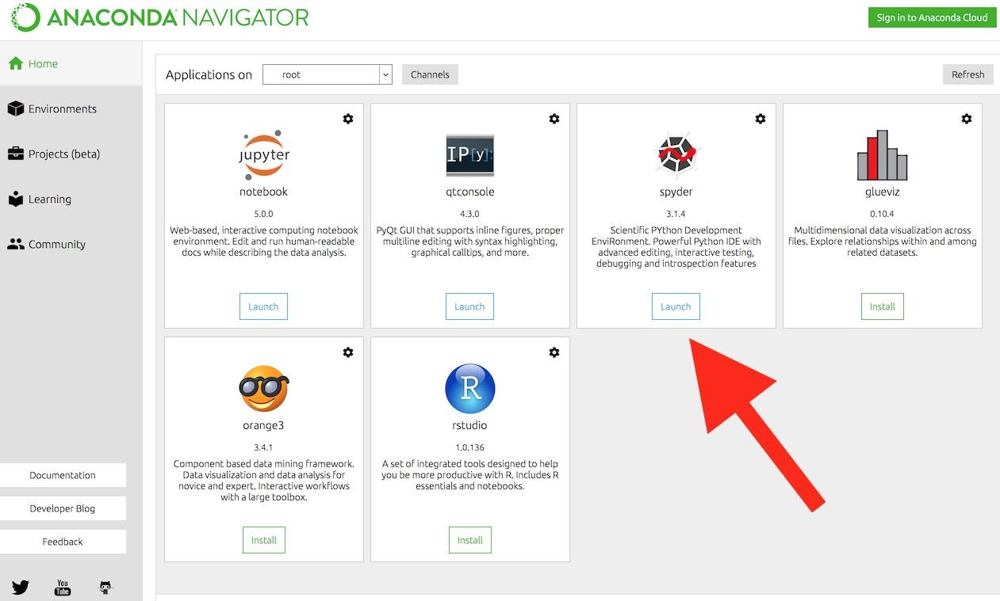 ANACONDA NAVIGATOR
Sign in to Anaconda Cloud
Home
Environments
Projects (beta)
Learning
Community
Documentation
Developer Blog
Feedback
You
Tube
Applications on
root
Channels
Refresh
jupyter
notebook
5.0.0
Web-based, interactive computing notebook
environment. Edit and run human-readable
docs while describing the data analysis.
Launch
IP[y]:
qtconsole
4.3.0
PyQt GUI that supports inline figures, proper
multiline editing with syntax highlighting,
graphical calltips, and more.
Launch
spyder
3.1.4
Scientific PYthon Development
EnviRonment. Powerful Python IDE with
advanced editing, interactive testing,
debugging and introspection features
Launch
glueviz
0.10.4
Multidimensional data visualization across
files. Explore relationships within and among
related datasets.
Install
orange3
3.4.1
Component based data mining framework.
Data visualization and data analysis for
novice and expert. Interactive workflows
with a large toolbox.
Install
R
rstudio
1.0.136
A set of integrated tools designed to help
you be more productive with R. Includes R
essentials and notebooks.
Install